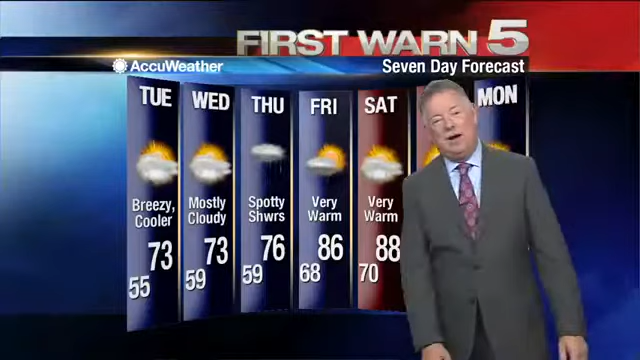 FIRST WARN 5
AccuWeather
Seven Day Forecast
TUE
WED
THU
FRI
SAT
MON
Breezy,
Cooler
Mostly
Cloudy
Spotty
Shwrs
Very
Warm
Very
Warm
73
55
73
59
76
59
86
68
88
70